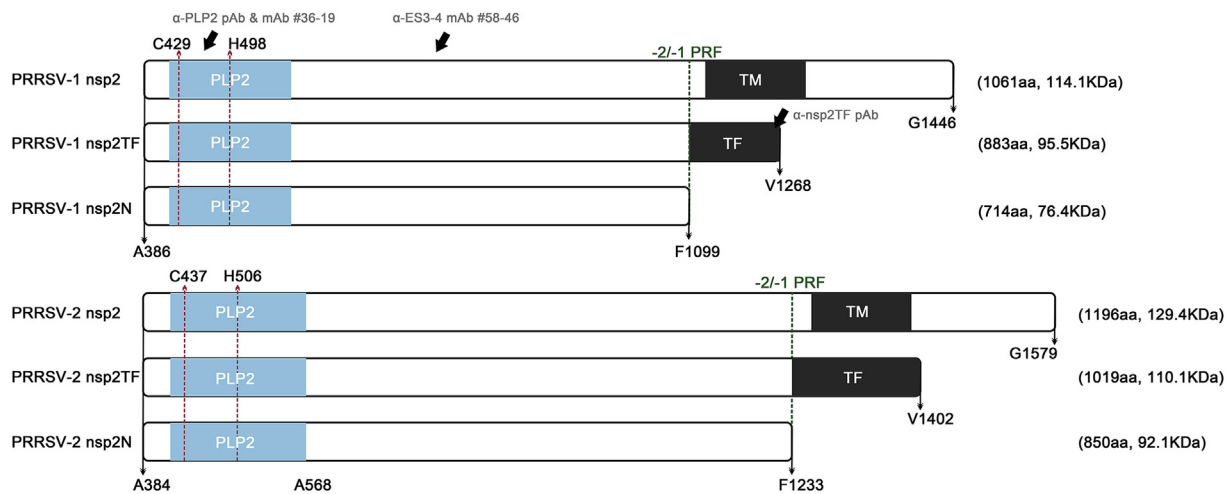 α-PLP2 pAb & mAb #36-19
α-ES3-4 mAb #58-46
C429 H498
-2/-1 PRF
PRRSV-1 nsp2 PLP2 TM (1061aa, 114.1KDa)
G1446
α-nsp2TF pAb
PRRSV-1 nsp2TF PLP2 TF (883aa, 95.5KDa)
V1268
PRRSV-1 nsp2N PLP2 (714aa, 76.4KDa)
A386 F1099
C437 H506
-2/-1 PRF
PRRSV-2 nsp2 PLP2 TM (1196aa, 129.4KDa)
G1579
PRRSV-2 nsp2TF PLP2 TF (1019aa, 110.1KDa)
V1402
PRRSV-2 nsp2N PLP2 (850aa, 92.1KDa)
A384 A568 F1233